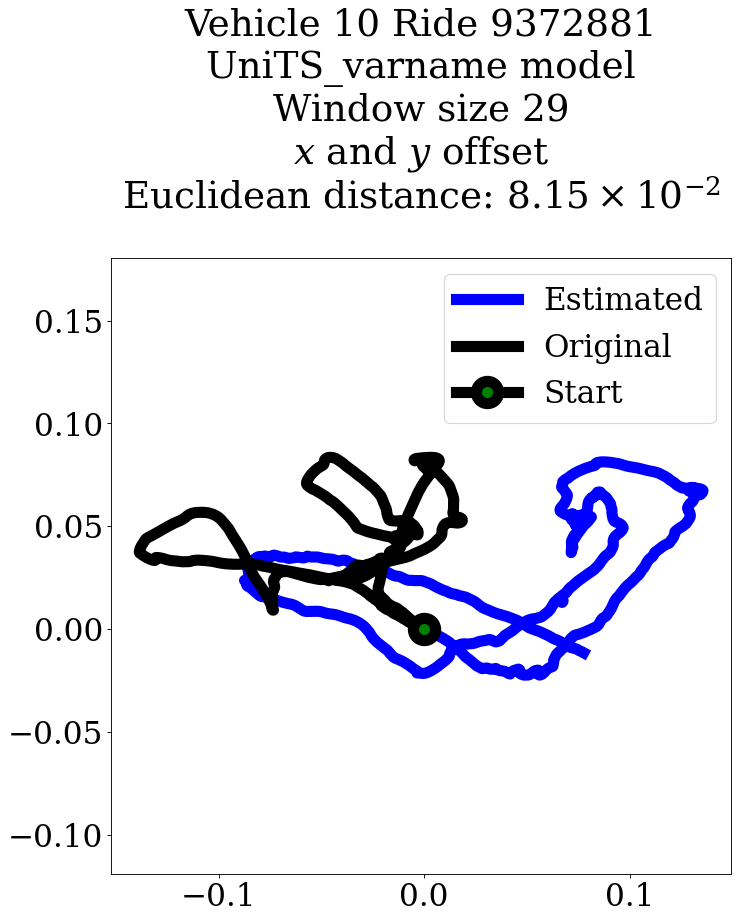 Vehicle 10 Ride 9372881
UniTS_varname model
Window size 29
x and y offset
Euclidean distance: 8.15 × 10⁻²
Estimated
Original
Start
0.15
0.10
0.05
0.00
−0.05
−0.10
−0.1 0.0 0.1